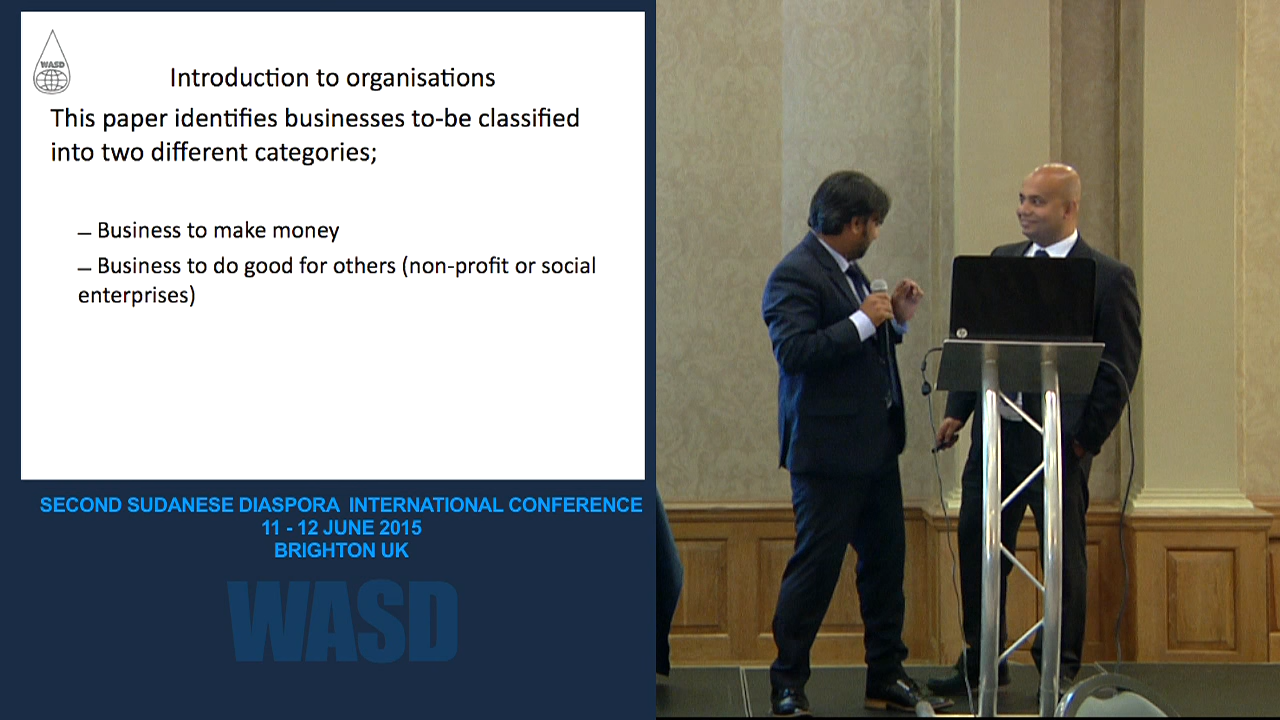 WASD
Introduction to organisations
This paper identifies businesses to-be classified
into two different categories;
– Business to make money
– Business to do good for others (non-profit or social
enterprises)
SECOND SUDANESE DIASPORA INTERNATIONAL CONFERENCE
11 - 12 JUNE 2015
BRIGHTON UK
WASD
hp